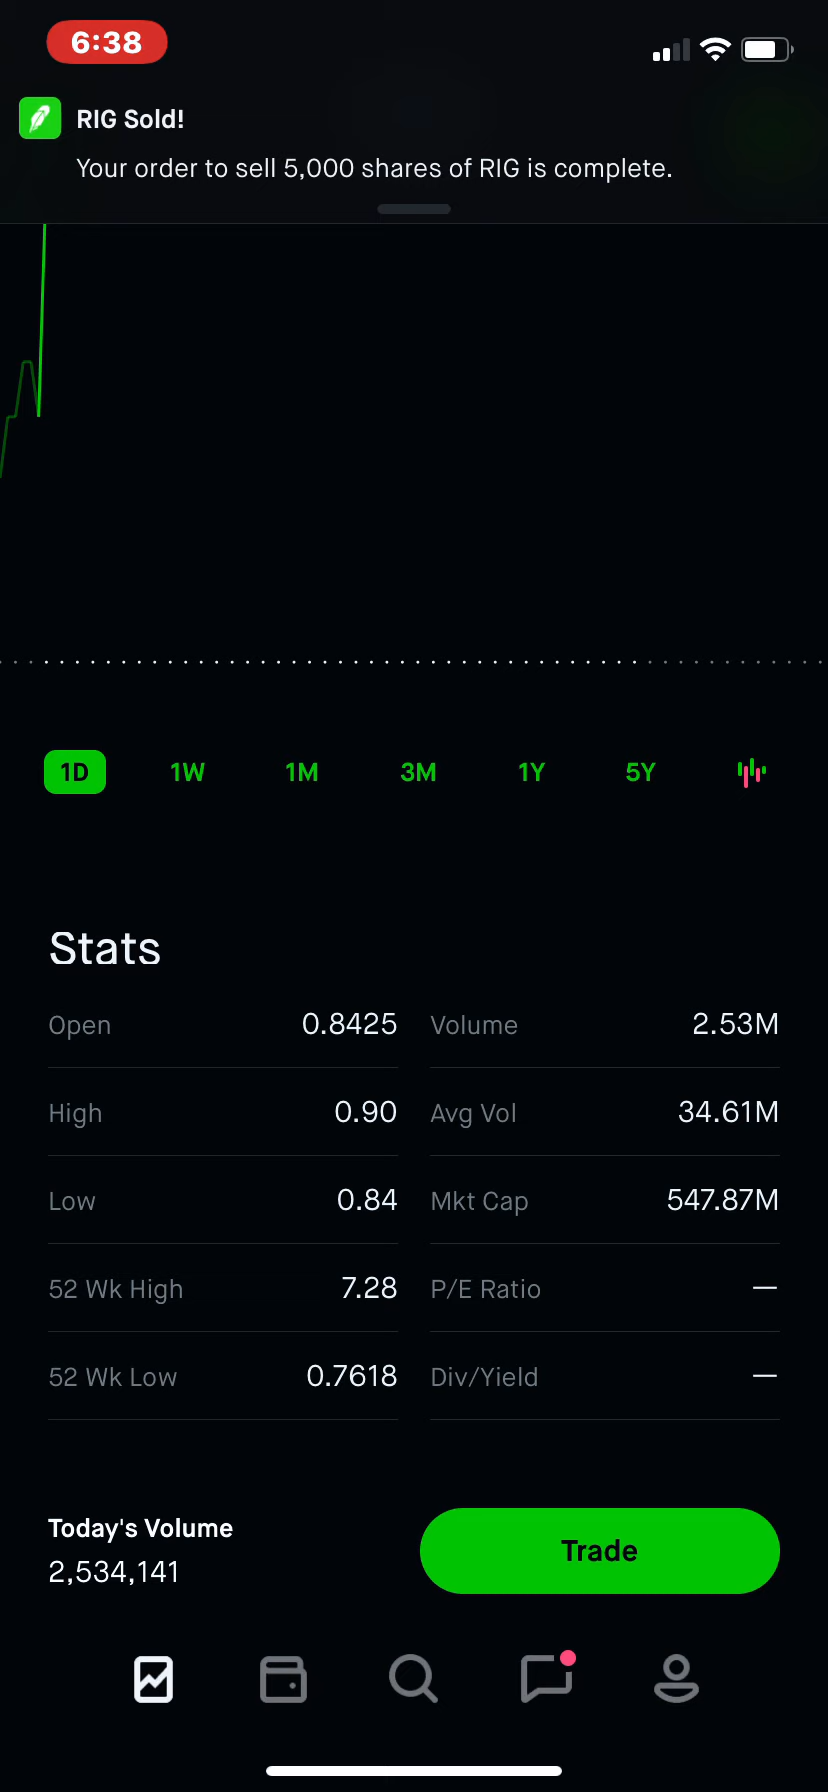 6:38
RIG Sold!
Your order to sell 5,000 shares of RIG is complete.
1D 1W 1M 3M 1Y 5Y
Stats
Open 0.8425 Volume 2.53M
High 0.90 Avg Vol 34.61M
Low 0.84 Mkt Cap 547.87M
52 Wk High 7.28 P/E Ratio —
52 Wk Low 0.7618 Div/Yield —
Today's Volume
2,534,141
Trade